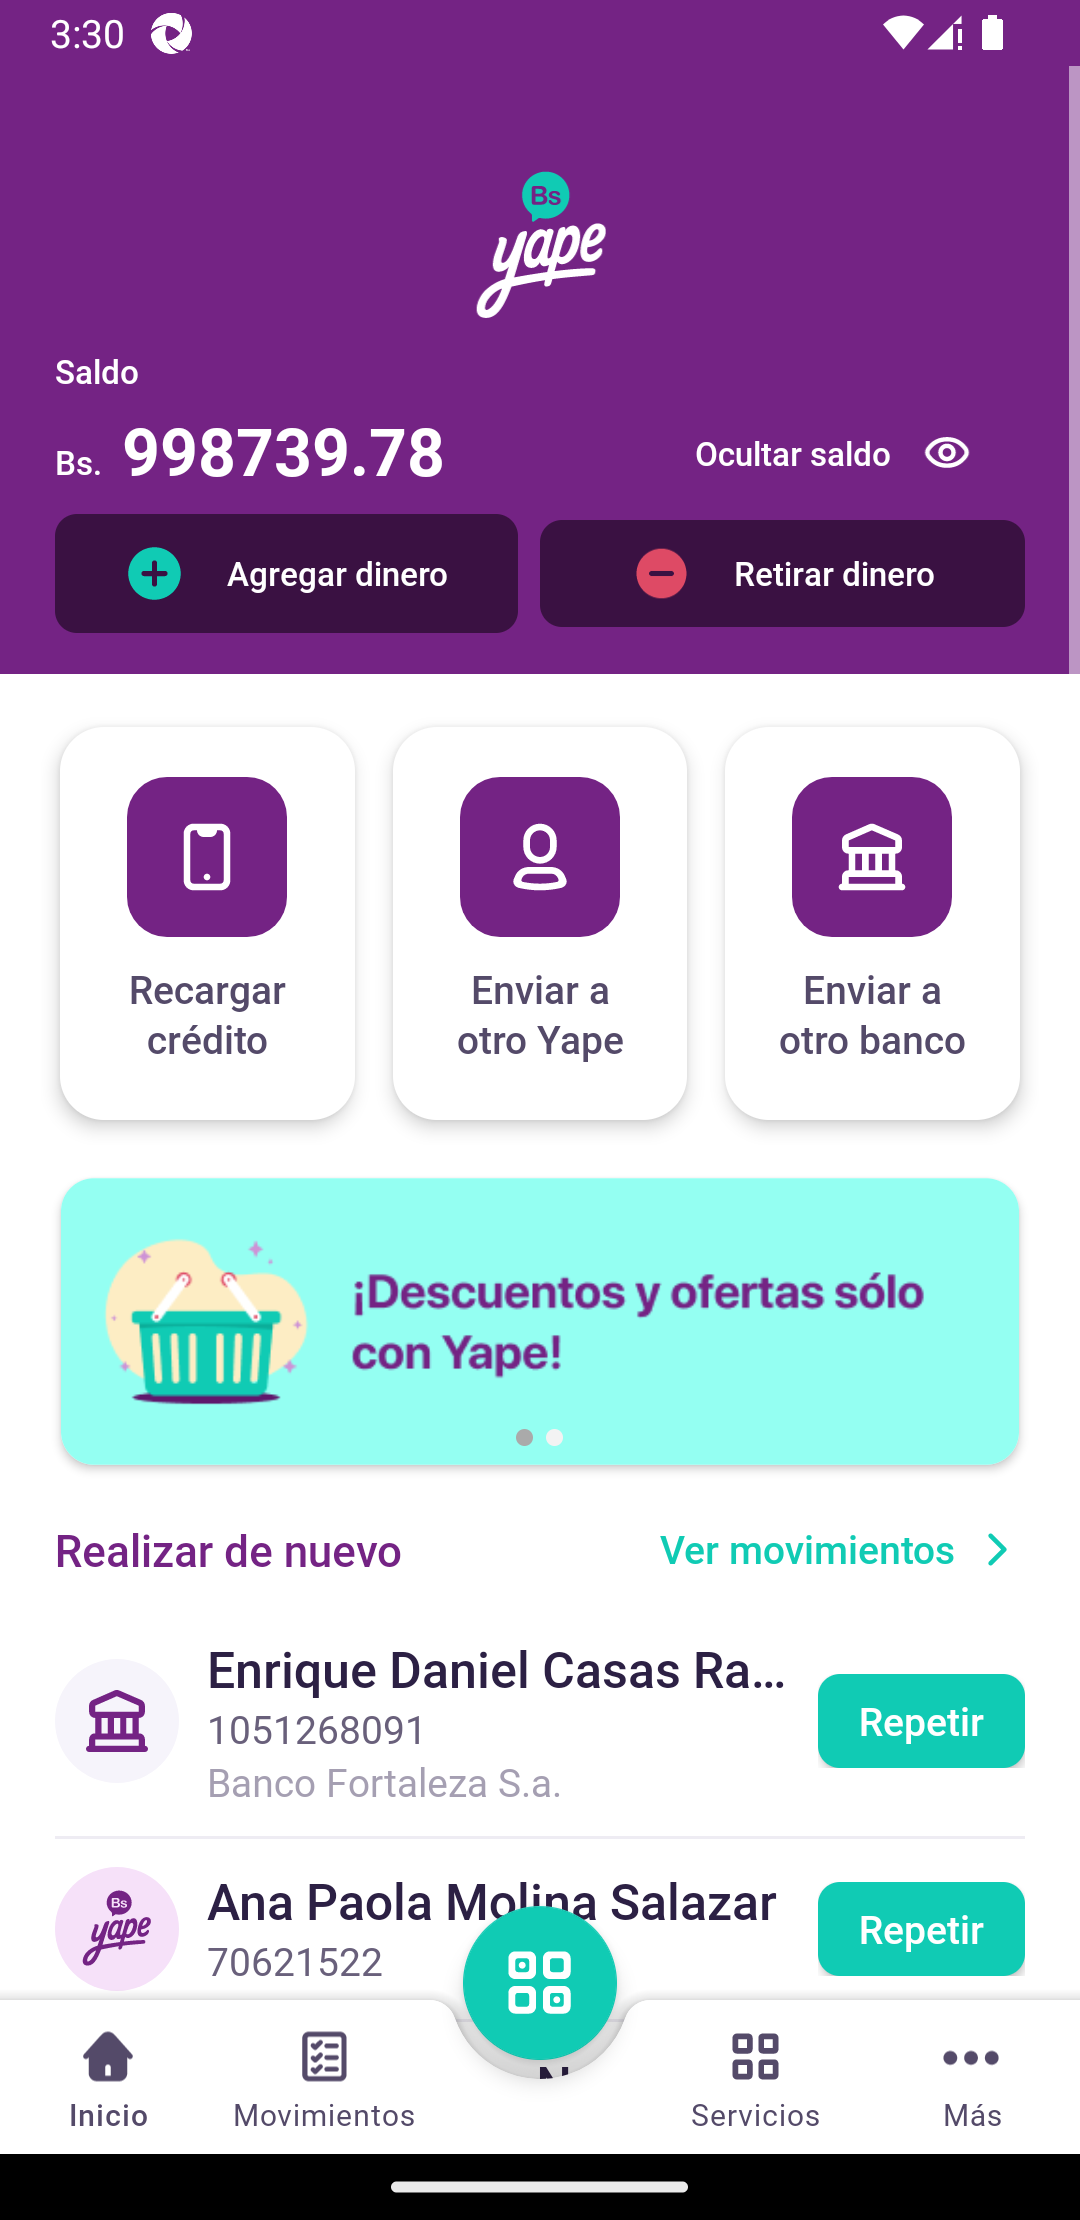 3:30
Bs
yape
Saldo
Bs. 998739.78
Ocultar saldo
Agregar dinero
Retirar dinero
Recargar
crédito
Enviar a
otro Yape
Enviar a
otro banco
¡Descuentos y ofertas sólo
con Yape!
Realizar de nuevo
Ver movimientos
Enrique Daniel Casas Ra...
1051268091
Banco Fortaleza S.a.
Repetir
Bs
yape
Ana Paola Molina Salazar
70621522
Repetir
Inicio
Movimientos
Servicios
Más